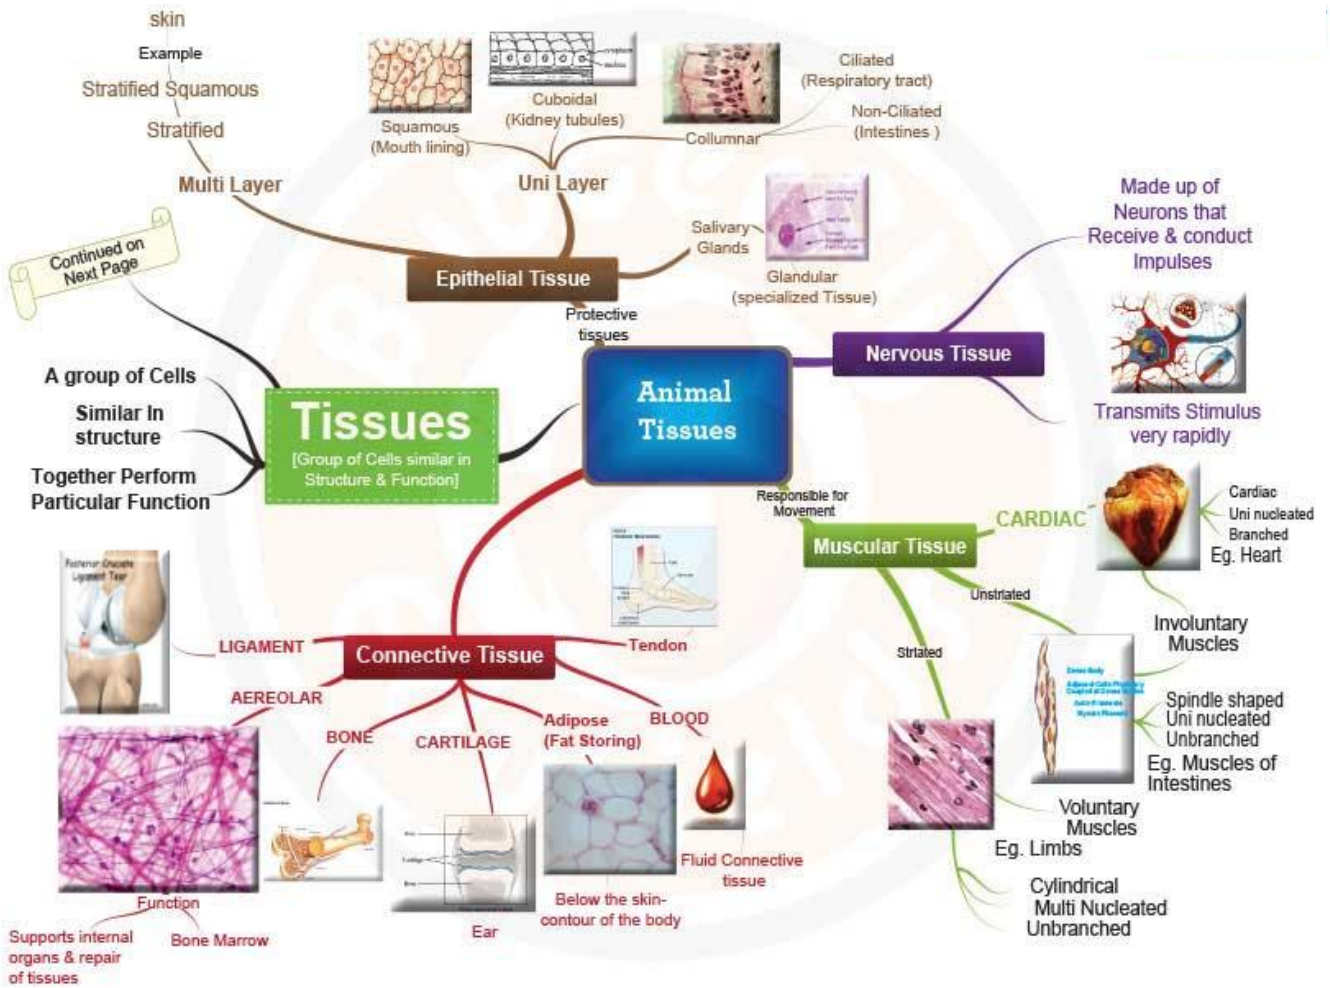 skin
Example
Stratified Squamous
Stratified
Multi Layer
Squamous
(Mouth lining)
cytoplasm
nucleus
Cuboidal
(Kidney tubules)
Collumnar
Ciliated
(Respiratory tract)
Non-Ciliated
(Intestines )
Uni Layer
Salivary
Glands
Glandular
(specialized Tissue)
Epithelial Tissue
Protective
tissues
Continued on
Next Page
A group of Cells
Similar In
structure
Together Perform
Particular Function
Tissues
[Group of Cells similar in
Structure & Function]
Animal
Tissues
Nervous Tissue
Made up of
Neurons that
Receive & conduct
Impulses
Transmits Stimulus
very rapidly
Responsible for
Movement
Muscular Tissue
CARDIAC
Cardiac
Uni nucleated
Branched
Eg. Heart
Involuntary
Muscles
Unstriated
Spindle shaped
Uni nucleated
Unbranched
Eg. Muscles of
Intestines
Striated
Voluntary
Muscles
Eg. Limbs
Cylindrical
Multi Nucleated
Unbranched
Connective Tissue
Tendon
LIGAMENT
Posterior Cruciate
Ligament Tear
AEREOLAR
Function
Supports internal
organs & repair
of tissues
Bone Marrow
BONE
CARTILAGE
Ear
Adipose
(Fat Storing)
Below the skin-
contour of the body
BLOOD
Fluid Connective
tissue